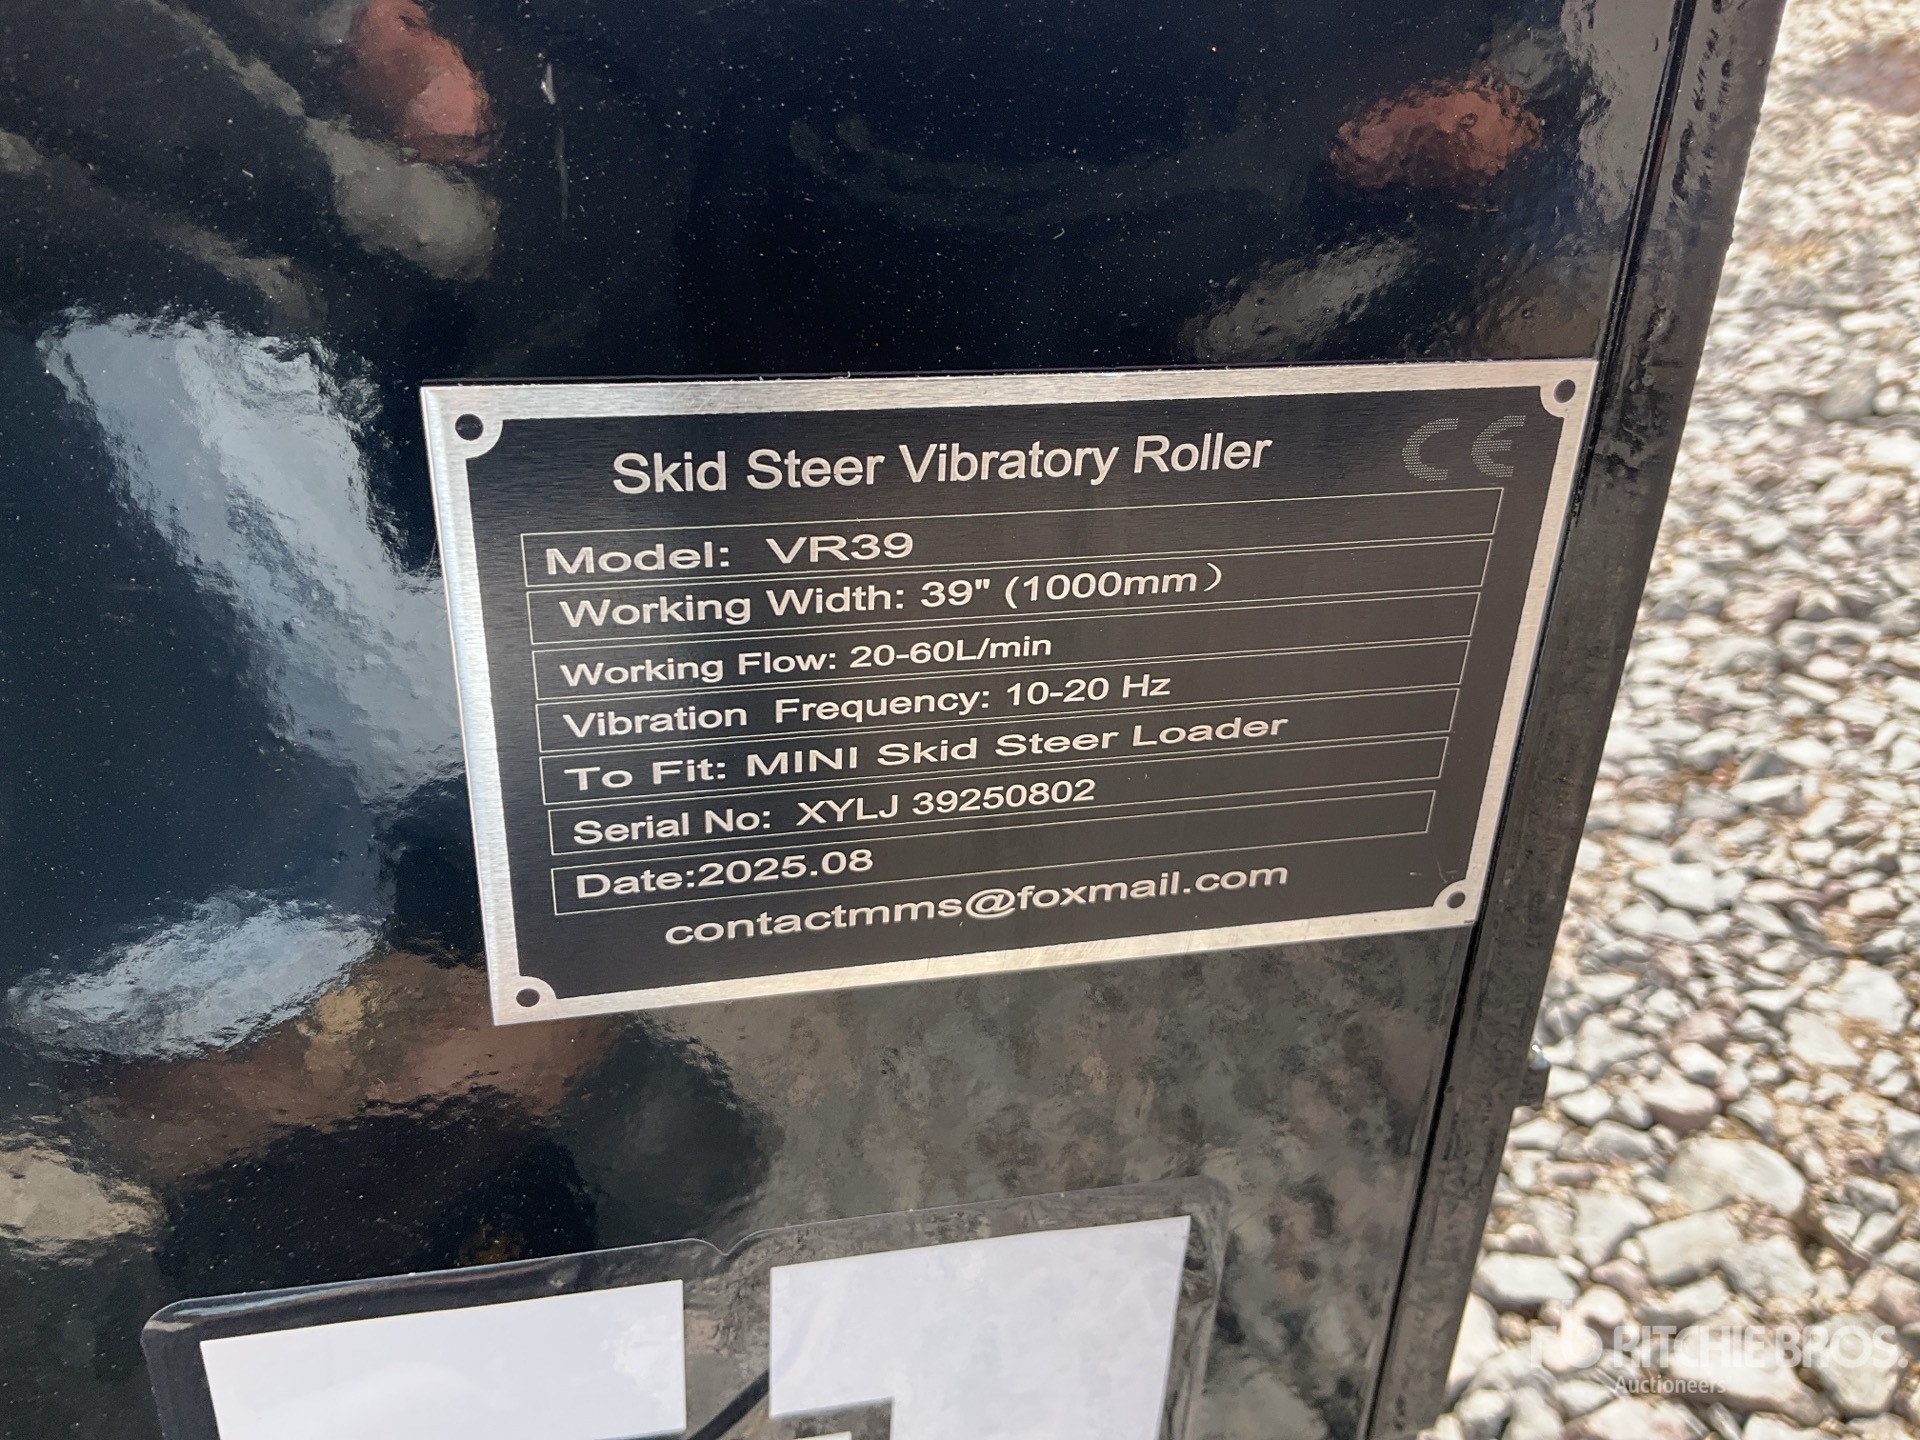 Skid Steer Vibratory Roller CE
Model: VR39
Working Width: 39" (1000mm）
Working Flow: 20-60L/min
Vibration Frequency: 10-20 Hz
To Fit: MINI Skid Steer Loader
Serial No: XYLJ 39250802
Date:2025.08
contactmms@foxmail.com
RITCHIE BROS.
Auctioneers